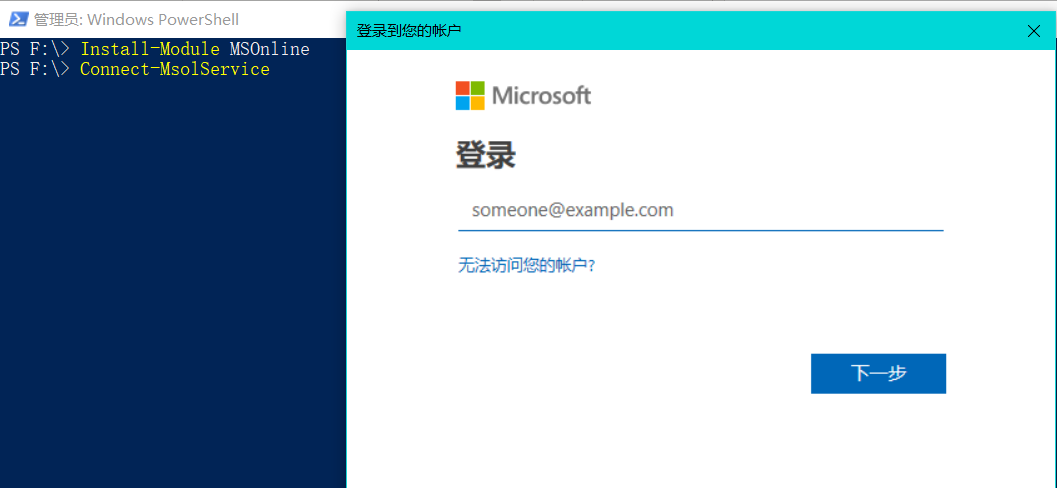 管理员: Windows PowerShell
PS F:\> Install-Module MSOnline
PS F:\> Connect-MsolService
登录到您的帐户
Microsoft
登录
someone@example.com
无法访问您的帐户?
下一步